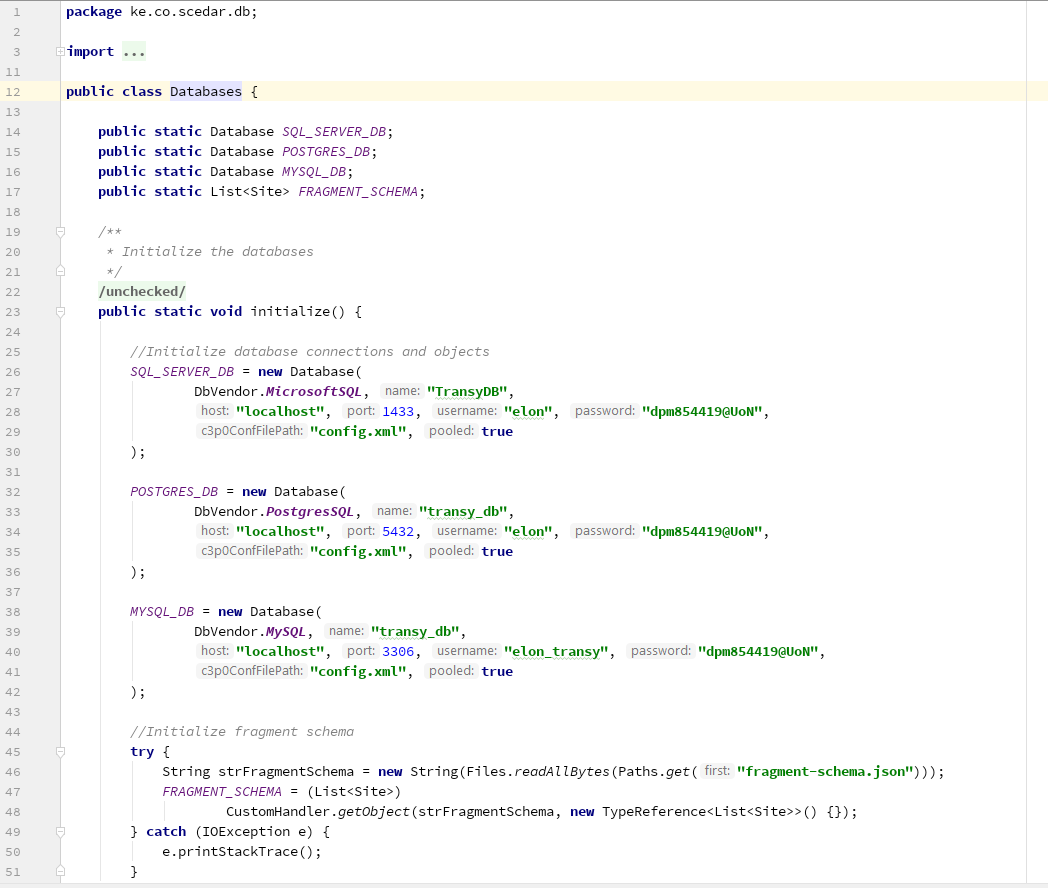 1 package ke.co.scedar.db;
2
3 import ...
11
12 public class Databases {
13
14 public static Database SQL_SERVER_DB;
15 public static Database POSTGRES_DB;
16 public static Database MYSQL_DB;
17 public static List<Site> FRAGMENT_SCHEMA;
18
19 /**
20 * Initialize the databases
21 */
22 /unchecked/
23 public static void initialize() {
24
25 //Initialize database connections and objects
26 SQL_SERVER_DB = new Database(
27 DbVendor.MicrosoftSQL, name: "TransyDB",
28 host: "localhost", port: 1433, username: "elon", password: "dpm854419@UoN",
29 c3p0ConfFilePath: "config.xml", pooled: true
30 );
31
32 POSTGRES_DB = new Database(
33 DbVendor.PostgresSQL, name: "transy_db",
34 host: "localhost", port: 5432, username: "elon", password: "dpm854419@UoN",
35 c3p0ConfFilePath: "config.xml", pooled: true
36 );
37
38 MYSQL_DB = new Database(
39 DbVendor.MySQL, name: "transy_db",
40 host: "localhost", port: 3306, username: "elon_transy", password: "dpm854419@UoN",
41 c3p0ConfFilePath: "config.xml", pooled: true
42 );
43
44 //Initialize fragment schema
45 try {
46 String strFragmentSchema = new String(Files.readAllBytes(Paths.get( first: "fragment-schema.json")));
47 FRAGMENT_SCHEMA = (List<Site>)
48 CustomHandler.getObject(strFragmentSchema, new TypeReference<List<Site>>() {});
49 } catch (IOException e) {
50 e.printStackTrace();
51 }